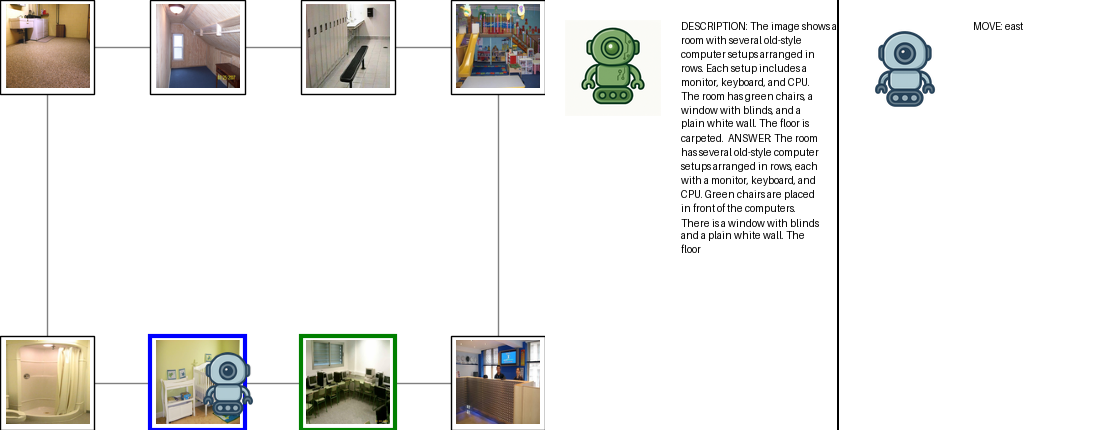 DESCRIPTION: The image shows a
room with several old-style
computer setups arranged in
rows. Each setup includes a
monitor, keyboard, and CPU.
The room has green chairs, a
window with blinds, and a
plain white wall. The floor is
carpeted. ANSWER: The room
has several old-style computer
setups arranged in rows, each
with a monitor, keyboard, and
CPU. Green chairs are placed
in front of the computers.
There is a window with blinds
and a plain white wall. The
floor
MOVE: east